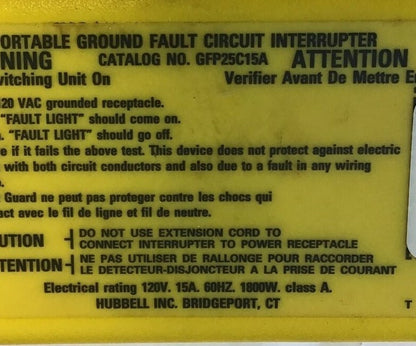 PORTABLE GROUND FAULT CIRCUIT INTERRUPTER
NING CATALOG NO. GFP25C15A ATTENTION
witching Unit On Verifier Avant De Mettre E
120 VAC grounded receptacle.
"FAULT LIGHT" should come on.
. "FAULT LIGHT" should go off.
e if it fails the above test. This device does not protect against electric
with both circuit conductors and also due to a fault in any wiring
Guard ne peut pas proteger contre les chocs qui
act avec le fil de ligne et fil de neutre.
UTION DO NOT USE EXTENSION CORD TO
CONNECT INTERRUPTER TO POWER RECEPTACLE
TTENTION NE PAS UTILISER DE RALLONGE POUR RACCORDER
LE DETECTEUR-DISJONCTEUR A LA PRISE DE COURANT
Electrical rating 120V. 15A. 60HZ. 1800W. class A.
HUBBELL INC. BRIDGEPORT, CT T